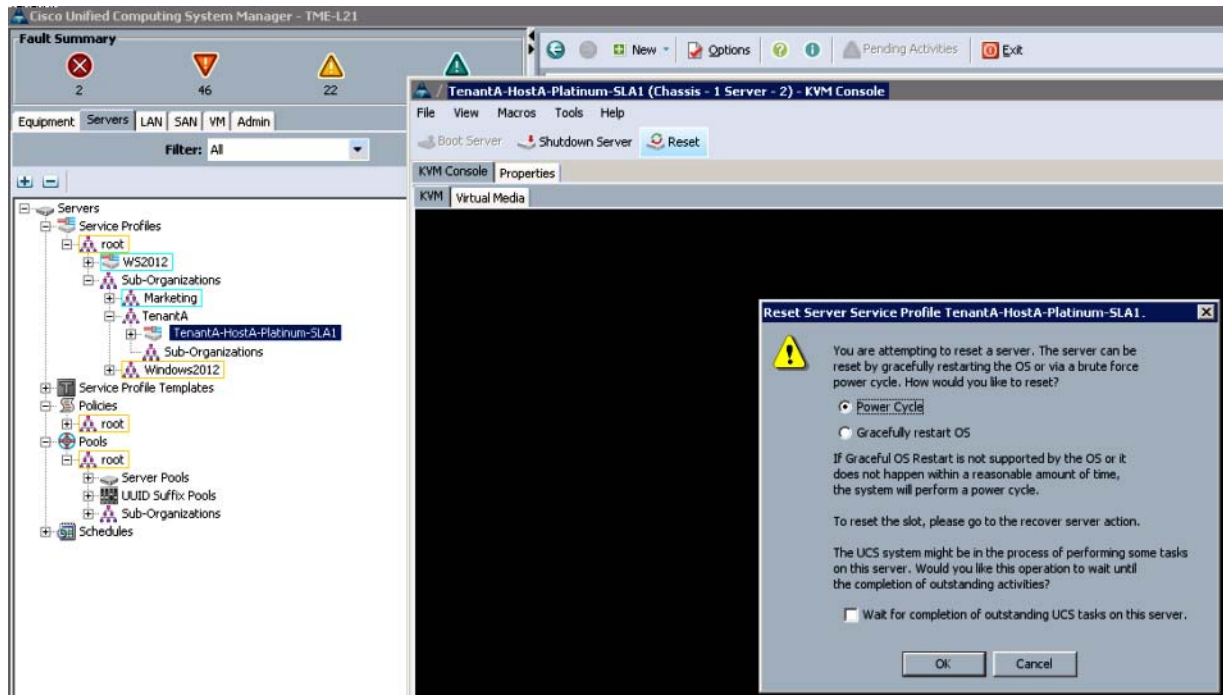 Cisco Unified Computing System Manager - TME-L21
Fault Summary
2
46
22
New
Options
Pending Activities
Exit
Equipment
Servers
LAN
SAN
VM
Admin
Filter: All
Servers
Service Profiles
root
WS2012
Sub-Organizations
Marketing
TenantA
TenantA-HostA-Platinum-SLA1
Sub-Organizations
Windows2012
Service Profile Templates
Policies
root
Pools
root
Server Pools
UUID Suffix Pools
Sub-Organizations
Schedules
/ TenantA-HostA-Platinum-SLA1 (Chassis - 1 Server - 2) - KVM Console
File View Macros Tools Help
Boot Server
Shutdown Server
Reset
KVM Console
Properties
KVM
Virtual Media
Reset Server Service Profile TenantA-HostA-Platinum-SLA1.
You are attempting to reset a server. The server can be
reset by gracefully restarting the OS or via a brute force
power cycle. How would you like to reset?
Power Cycle
Gracefully restart OS
If Graceful OS Restart is not supported by the OS or it
does not happen within a reasonable amount of time,
the system will perform a power cycle.
To reset the slot, please go to the recover server action.
The UCS system might be in the process of performing some tasks
on this server. Would you like this operation to wait until
the completion of outstanding activities?
Wait for completion of outstanding UCS tasks on this server.
OK
Cancel